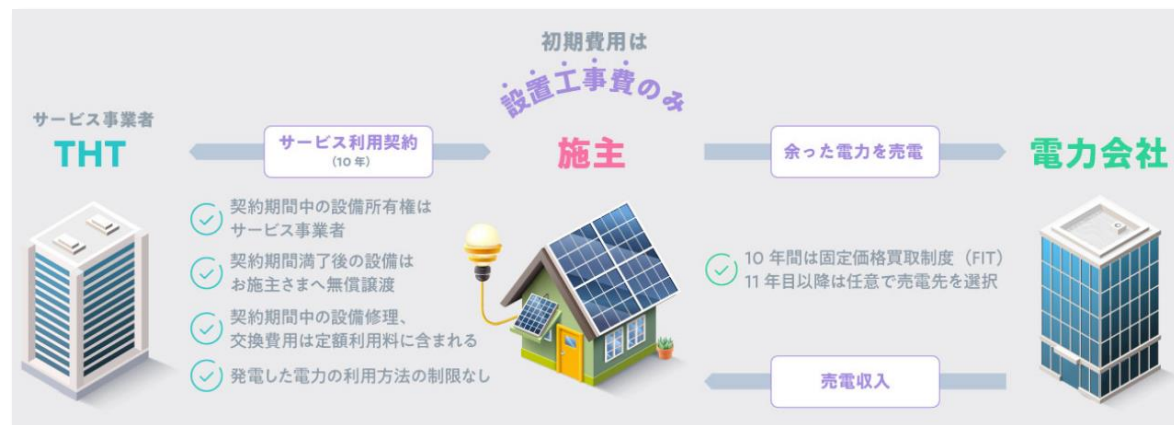 初期費用は
設置工事費のみ
サービス事業者
THT
サービス利用契約
(10年)
施主
余った電力を売電
電力会社
契約期間中の設備所有権は
サービス事業者
契約期間満了後の設備は
お施主さまへ無償譲渡
契約期間中の設備修理、
交換費用は定額利用料に含まれる
発電した電力の利用方法の制限なし
10年間は固定価格買取制度（FIT）
11年目以降は任意で売電先を選択
売電収入